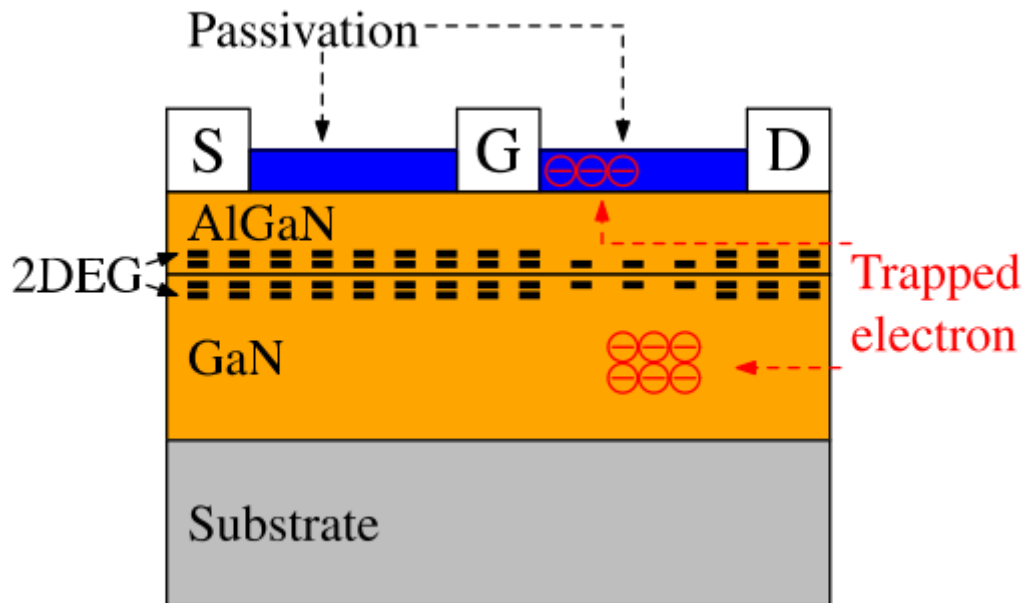 Passivation
S
G
D
AlGaN
2DEG
Trapped
electron
GaN
Substrate